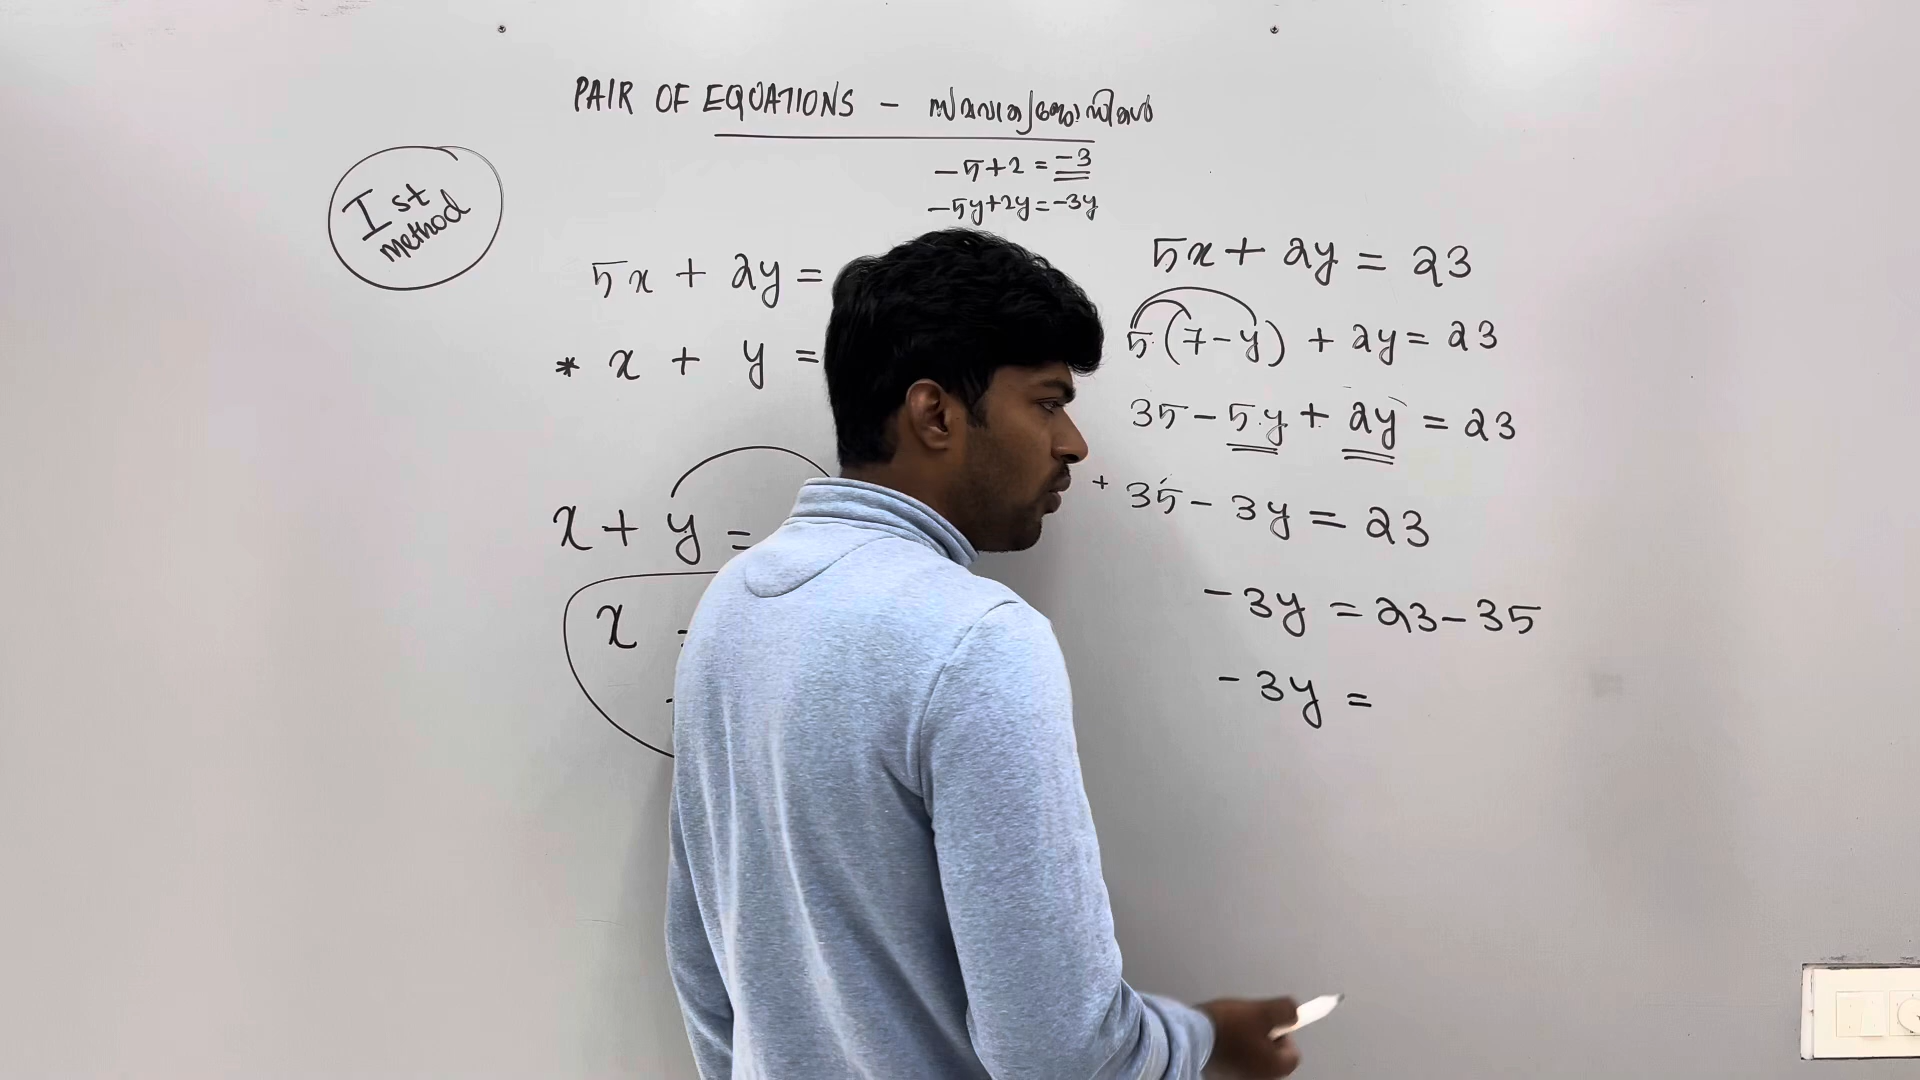 PAIR OF EQUATIONS - സമവാക്യജോഡികൾ
-5+2 = -3
-5y+2y=-3y
Ist
method
5x + 2y =
* x + y =
x + y =
x
5x + 2y = 23
5(7-y) + 2y = 23
35 - 5y + 2y = 23
+ 35 - 3y = 23
-3y = 23-35
-3y =